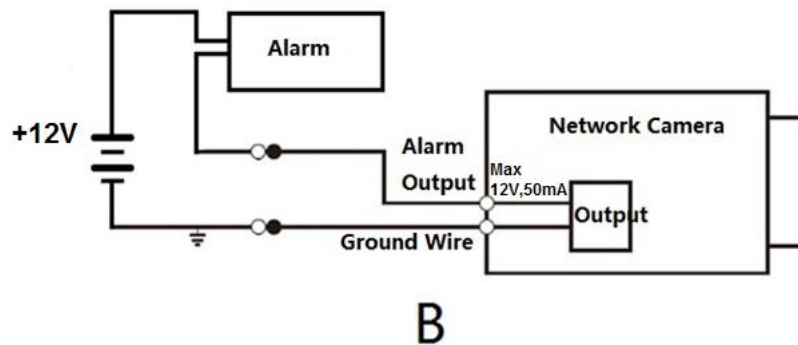 Alarm
+12V
Network Camera
Alarm
Output
Max
12V,50mA
Output
Ground Wire
B